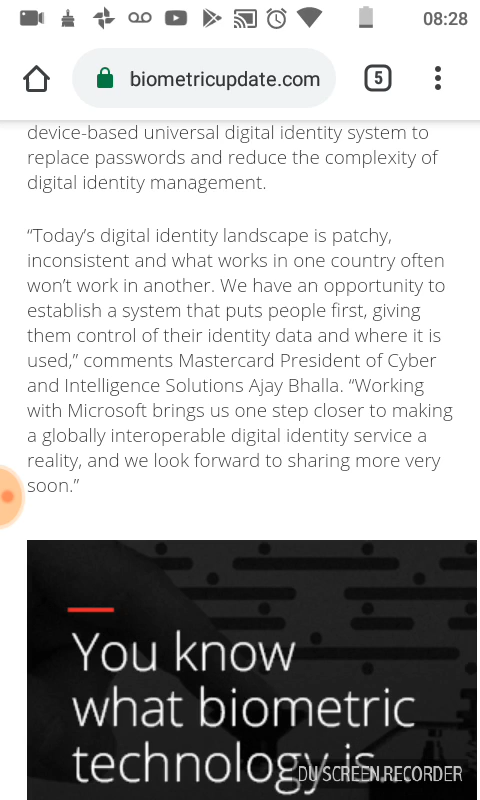 08:28
biometricupdate.com
5
device-based universal digital identity system to
replace passwords and reduce the complexity of
digital identity management.
“Today’s digital identity landscape is patchy,
inconsistent and what works in one country often
won’t work in another. We have an opportunity to
establish a system that puts people first, giving
them control of their identity data and where it is
used,” comments Mastercard President of Cyber
and Intelligence Solutions Ajay Bhalla. “Working
with Microsoft brings us one step closer to making
a globally interoperable digital identity service a
reality, and we look forward to sharing more very
soon.”
You know
what biometric
technology is
DU SCREEN RECORDER